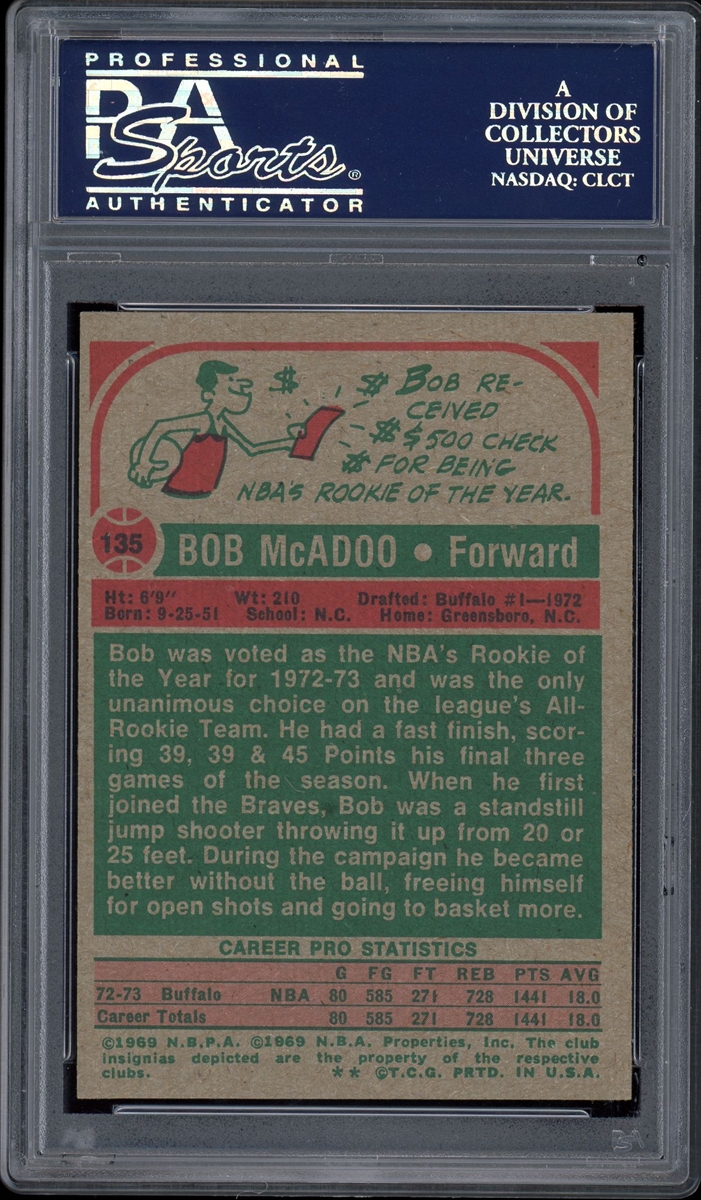 PROFESSIONAL
PSA
Sports®
AUTHENTICATOR
A
DIVISION OF
COLLECTORS
UNIVERSE
NASDAQ: CLCT
$ $ BOB RE-
CEIVED
$ $500 CHECK
$ FOR BEING
NBA'S ROOKIE OF THE YEAR.
135 BOB McADOO • Forward
Ht: 6'9" Wt: 210 Drafted: Buffalo #1—1972
Born: 9-25-51 School: N.C. Home: Greensboro, N.C.
Bob was voted as the NBA's Rookie of
the Year for 1972-73 and was the only
unanimous choice on the league's All-
Rookie Team. He had a fast finish, scor-
ing 39, 39 & 45 Points his final three
games of the season. When he first
joined the Braves, Bob was a standstill
jump shooter throwing it up from 20 or
25 feet. During the campaign he became
better without the ball, freeing himself
for open shots and going to basket more.
CAREER PRO STATISTICS
G FG FT REB PTS AVG
72-73 Buffalo NBA 80 585 271 728 1441 18.0
Career Totals 80 585 271 728 1441 18.0
©1969 N.B.P.A. ©1969 N.B.A. Properties, Inc. The club
insignias depicted are the property of the respective
clubs. ** ©T.C.G. PRTD. IN U.S.A.
PSA